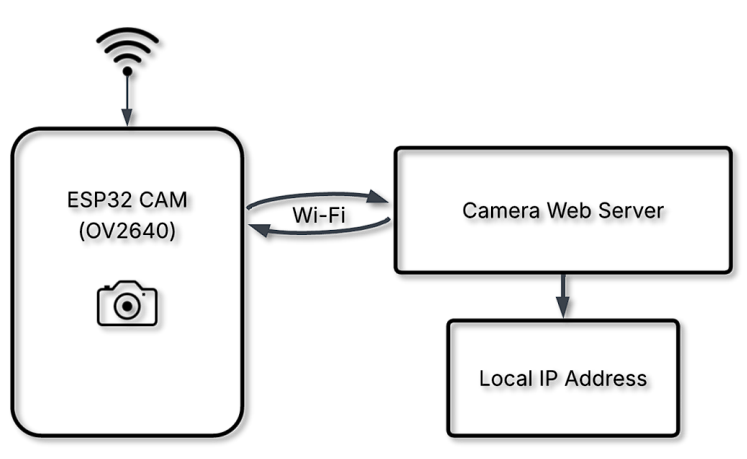 ESP32 CAM
(OV2640)
Wi-Fi
Camera Web Server
Local IP Address